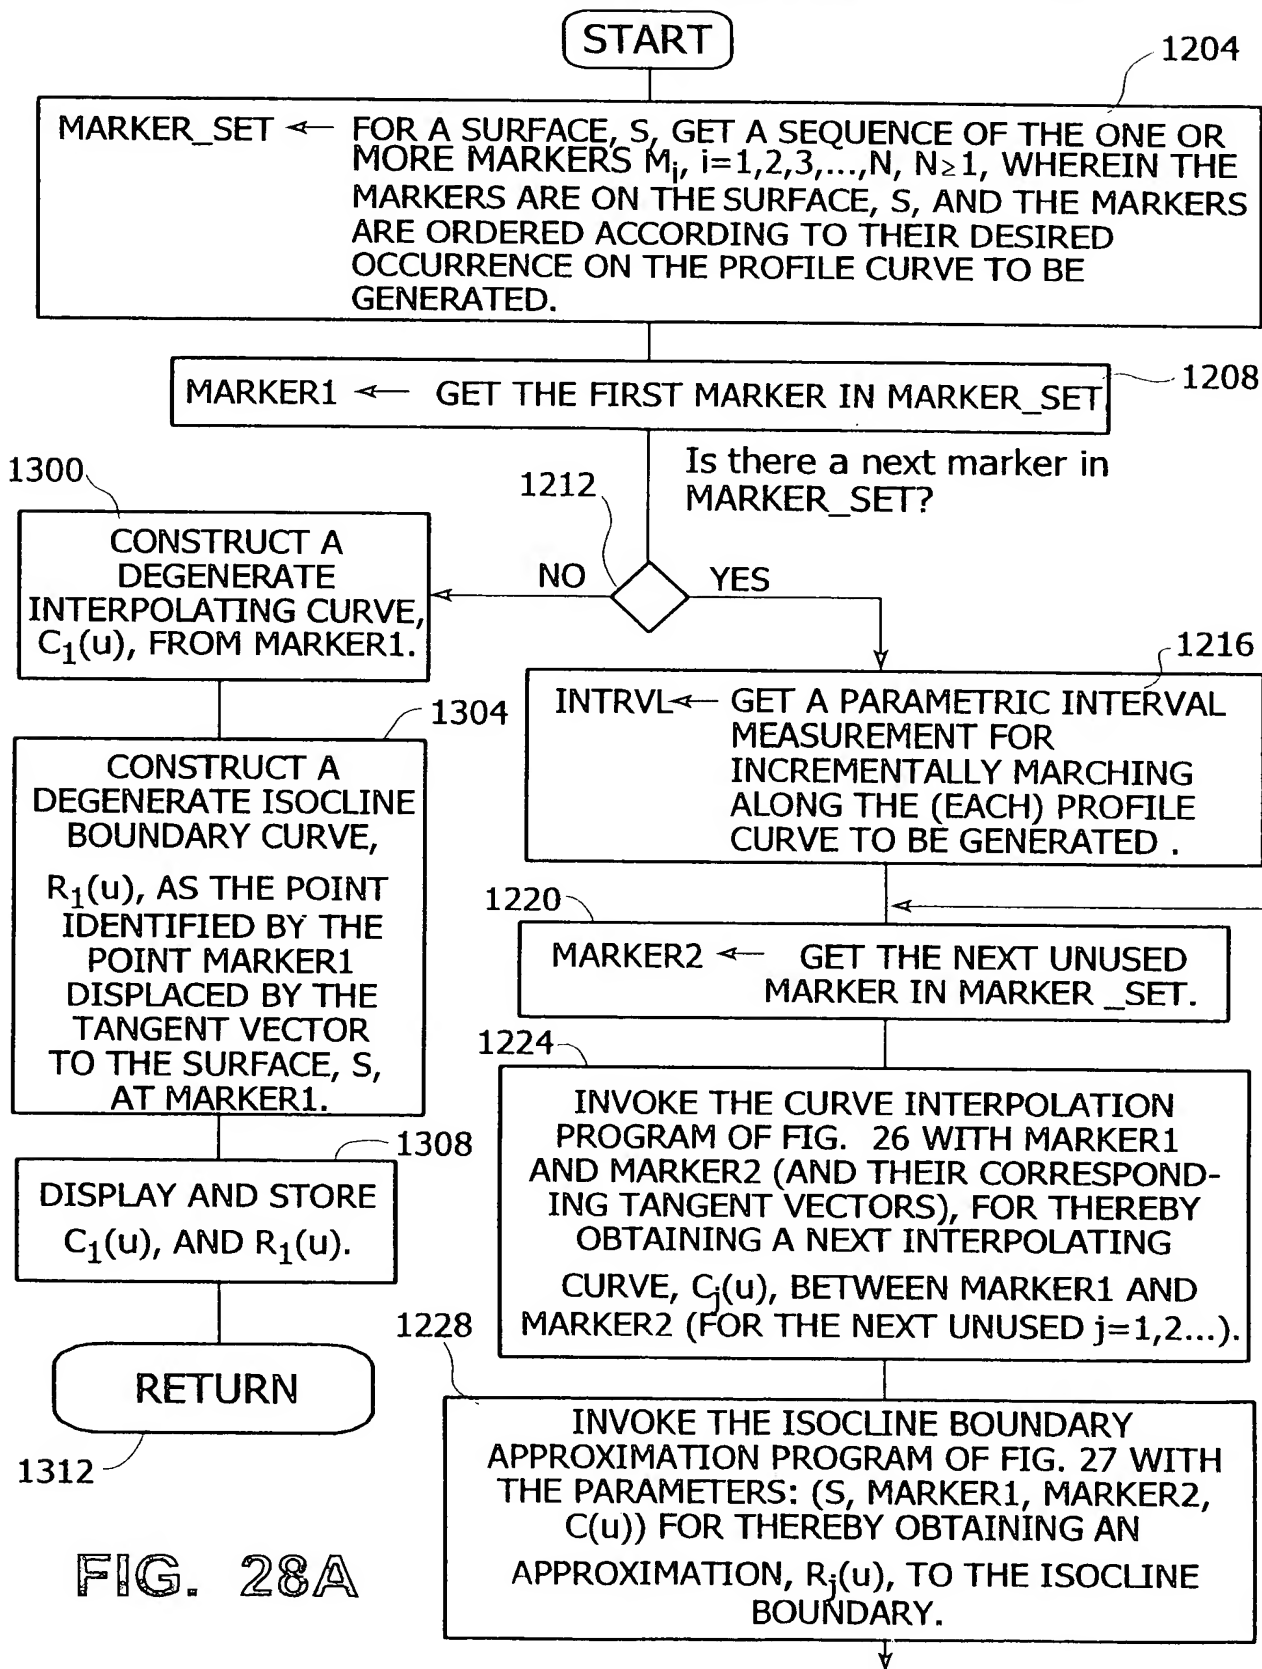 START
1204
MARKER_SET ← FOR A SURFACE, S, GET A SEQUENCE OF THE ONE OR
MORE MARKERS Mi, i=1,2,3,...,N, N≥1, WHEREIN THE
MARKERS ARE ON THE SURFACE, S, AND THE MARKERS
ARE ORDERED ACCORDING TO THEIR DESIRED
OCCURRENCE ON THE PROFILE CURVE TO BE
GENERATED.
1208
MARKER1 ← GET THE FIRST MARKER IN MARKER_SET
Is there a next marker in
MARKER_SET?
1212
NO
YES
1300
CONSTRUCT A
DEGENERATE
INTERPOLATING CURVE,
C1(u), FROM MARKER1.
1304
CONSTRUCT A
DEGENERATE ISOCLINE
BOUNDARY CURVE,
R1(u), AS THE POINT
IDENTIFIED BY THE
POINT MARKER1
DISPLACED BY THE
TANGENT VECTOR
TO THE SURFACE, S,
AT MARKER1.
1308
DISPLAY AND STORE
C1(u), AND R1(u).
RETURN
1312
1216
INTRVL ← GET A PARAMETRIC INTERVAL
MEASUREMENT FOR
INCREMENTALLY MARCHING
ALONG THE (EACH) PROFILE
CURVE TO BE GENERATED .
1220
MARKER2 ← GET THE NEXT UNUSED
MARKER IN MARKER _SET.
1224
INVOKE THE CURVE INTERPOLATION
PROGRAM OF FIG. 26 WITH MARKER1
AND MARKER2 (AND THEIR CORRESPOND-
ING TANGENT VECTORS), FOR THEREBY
OBTAINING A NEXT INTERPOLATING
CURVE, Cj(u), BETWEEN MARKER1 AND
MARKER2 (FOR THE NEXT UNUSED j=1,2...).
1228
INVOKE THE ISOCLINE BOUNDARY
APPROXIMATION PROGRAM OF FIG. 27 WITH
THE PARAMETERS: (S, MARKER1, MARKER2,
C(u)) FOR THEREBY OBTAINING AN
APPROXIMATION, Rj(u), TO THE ISOCLINE
BOUNDARY.
FIG. 28A